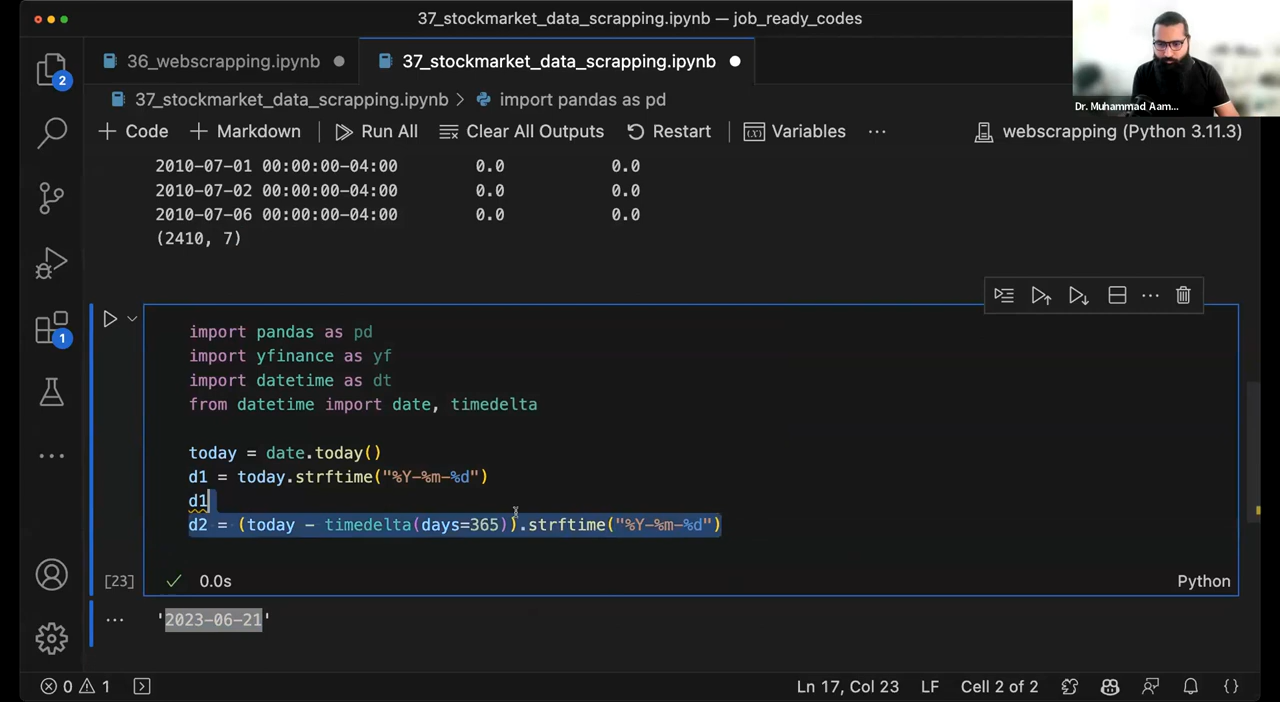 37_stockmarket_data_scrapping.ipynb — job_ready_codes
36_webscrapping.ipynb
37_stockmarket_data_scrapping.ipynb
Dr. Muhammad Aam...
2
37_stockmarket_data_scrapping.ipynb > import pandas as pd
+ Code + Markdown Run All Clear All Outputs Restart Variables ... webscrapping (Python 3.11.3)
2010-07-01 00:00:00-04:00 0.0 0.0
2010-07-02 00:00:00-04:00 0.0 0.0
2010-07-06 00:00:00-04:00 0.0 0.0
(2410, 7)
1
import pandas as pd
import yfinance as yf
import datetime as dt
from datetime import date, timedelta
today = date.today()
d1 = today.strftime("%Y-%m-%d")
d1
d2 = (today - timedelta(days=365)).strftime("%Y-%m-%d")
[23] 0.0s Python
'2023-06-21'
0 1 Ln 17, Col 23 LF Cell 2 of 2